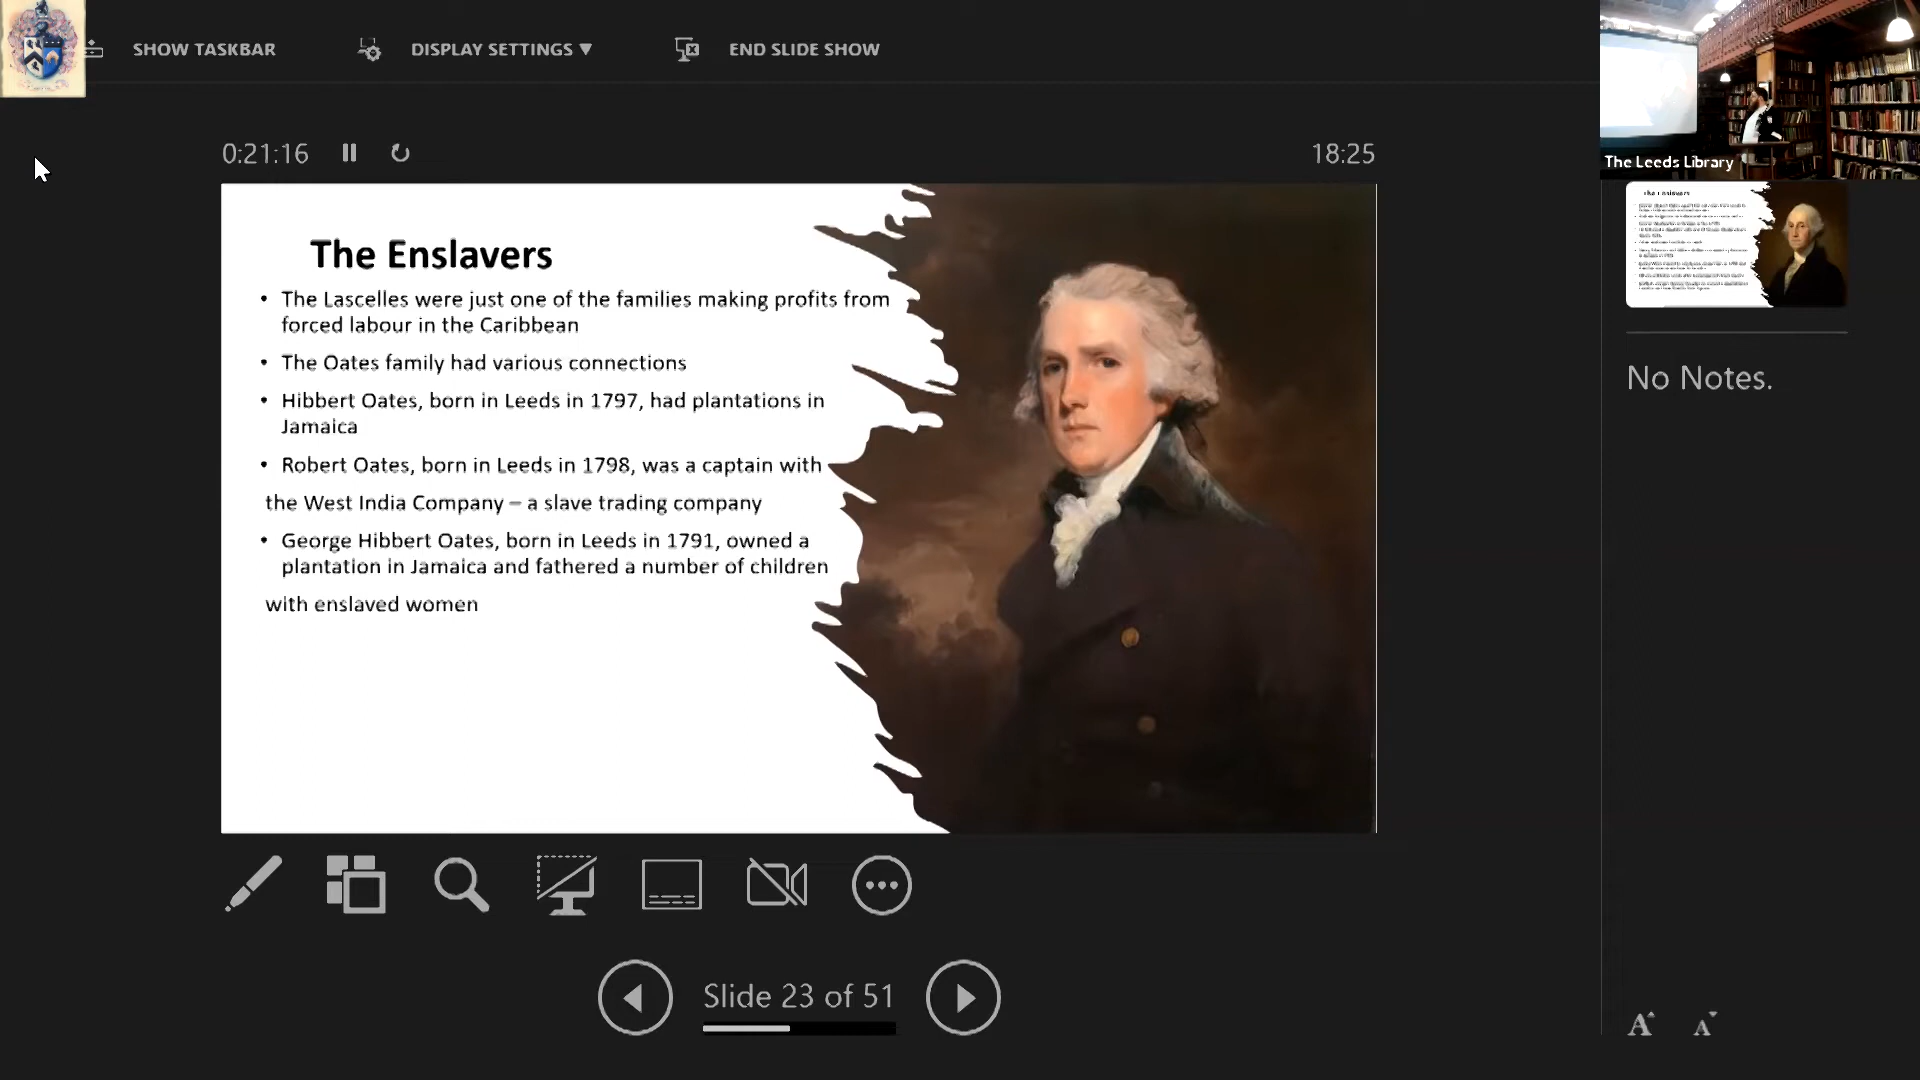 SHOW TASKBAR
DISPLAY SETTINGS ▼
END SLIDE SHOW
0:21:16
18:25
The Leeds Library
The Enslavers
• The Lascelles were just one of the families making profits from
forced labour in the Caribbean
• The Oates family had various connections
• Hibbert Oates, born in Leeds in 1797, had plantations in
Jamaica
• Robert Oates, born in Leeds in 1798, was a captain with
the West India Company – a slave trading company
• George Hibbert Oates, born in Leeds in 1791, owned a
plantation in Jamaica and fathered a number of children
with enslaved women
The Enslavers
No Notes.
Slide 23 of 51
A A